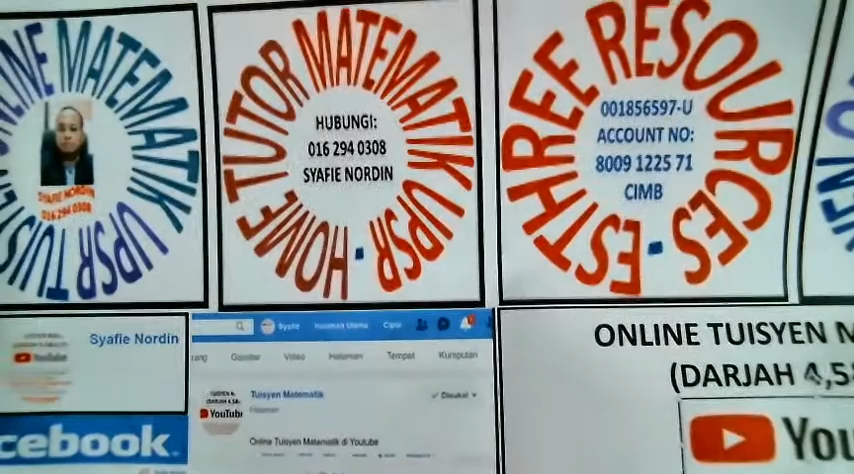 ONLINE MATEMATIK UPSR TUISYEN
SYAFIE NORDIN
016 294 0308
HOME TUTOR MATEMATIK UPSR
HUBUNGI:
016 294 0308
SYAFIE NORDIN
ESTHREE RESOURCES
001856597-U
ACCOUNT NO:
8009 1225 71
CIMB
Syafie Nordin
YouTube
cebook
Syafie Halaman Utama Cipta
rang Gambar Video Halaman Tempat Kumpulan
YouTube
Tuisyen Matematik
Disukai
Halaman
Online Tuisyen Matematik di Youtube
ONLINE TUISYEN M
(DARJAH 4,5&
You